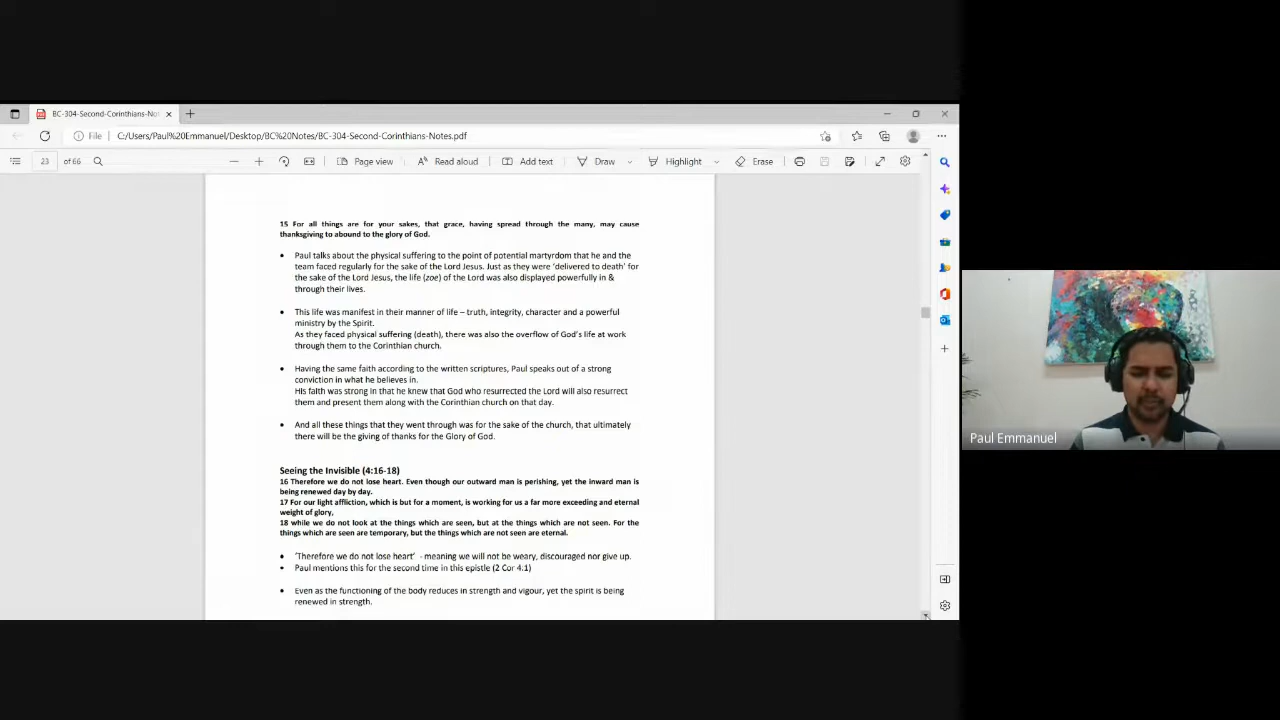 BC-304-Second-Corinthians-Not
File
C:/Users/Paul%20Emmanuel/Desktop/BC%20Notes/BC-304-Second-Corinthians-Notes.pdf
23 of 66
Page view
Read aloud
Add text
Draw
Highlight
Erase
15 For all things are for your sakes, that grace, having spread through the many, may cause
thanksgiving to abound to the glory of God.
• Paul talks about the physical suffering to the point of potential martyrdom that he and the
team faced regularly for the sake of the Lord Jesus. Just as they were ‘delivered to death’ for
the sake of the Lord Jesus, the life (zoe) of the Lord was also displayed powerfully in &
through their lives.
• This life was manifest in their manner of life – truth, integrity, character and a powerful
ministry by the Spirit.
As they faced physical suffering (death), there was also the overflow of God’s life at work
through them to the Corinthian church.
• Having the same faith according to the written scriptures, Paul speaks out of a strong
conviction in what he believes in.
His faith was strong in that he knew that God who resurrected the Lord will also resurrect
them and present them along with the Corinthian church on that day.
• And all these things that they went through was for the sake of the church, that ultimately
there will be the giving of thanks for the Glory of God.
Seeing the Invisible (4:16-18)
16 Therefore we do not lose heart. Even though our outward man is perishing, yet the inward man is
being renewed day by day.
17 For our light affliction, which is but for a moment, is working for us a far more exceeding and eternal
weight of glory,
18 while we do not look at the things which are seen, but at the things which are not seen. For the
things which are seen are temporary, but the things which are not seen are eternal.
• ‘Therefore we do not lose heart’ - meaning we will not be weary, discouraged nor give up.
• Paul mentions this for the second time in this epistle (2 Cor 4:1)
• Even as the functioning of the body reduces in strength and vigour, yet the spirit is being
renewed in strength.
Paul Emmanuel